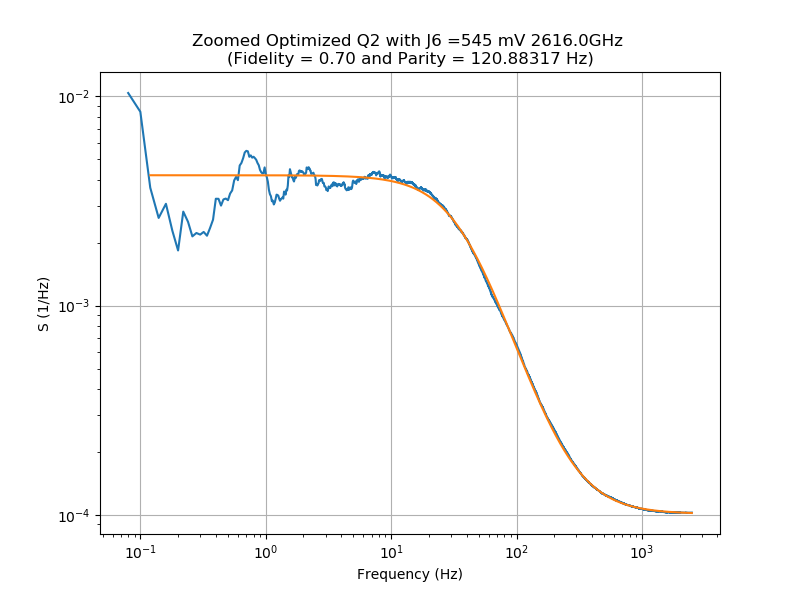 Zoomed Optimized Q2 with J6 =545 mV 2616.0GHz
(Fidelity = 0.70 and Parity = 120.88317 Hz)
S (1/Hz)
10⁻²
10⁻³
10⁻⁴
10⁻¹ 10⁰ 10¹ 10² 10³
Frequency (Hz)